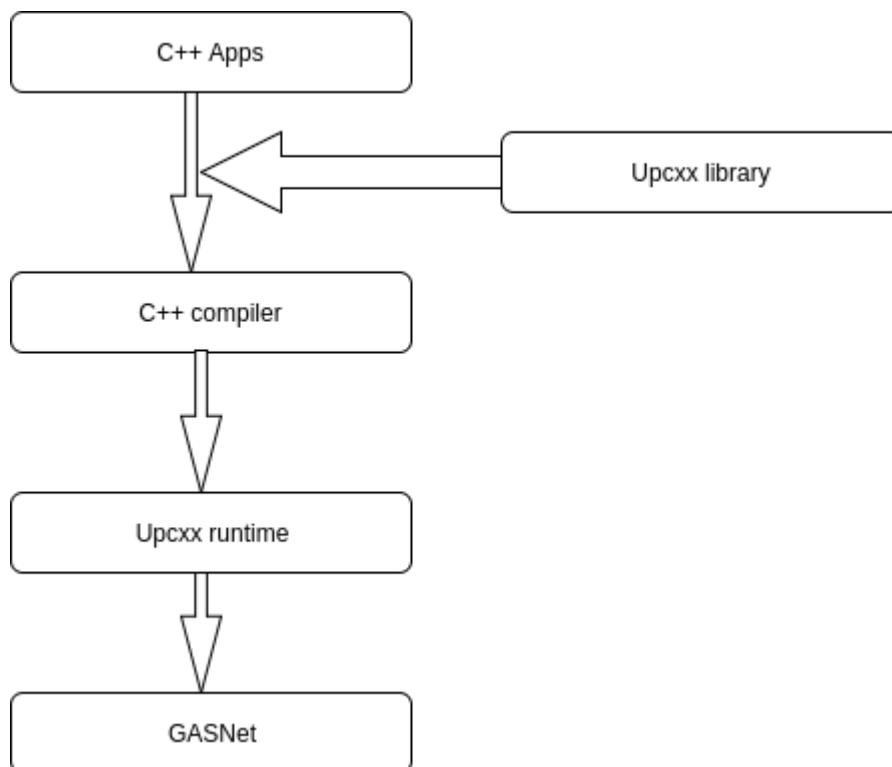 C++ Apps
Upcxx library
C++ compiler
Upcxx runtime
GASNet